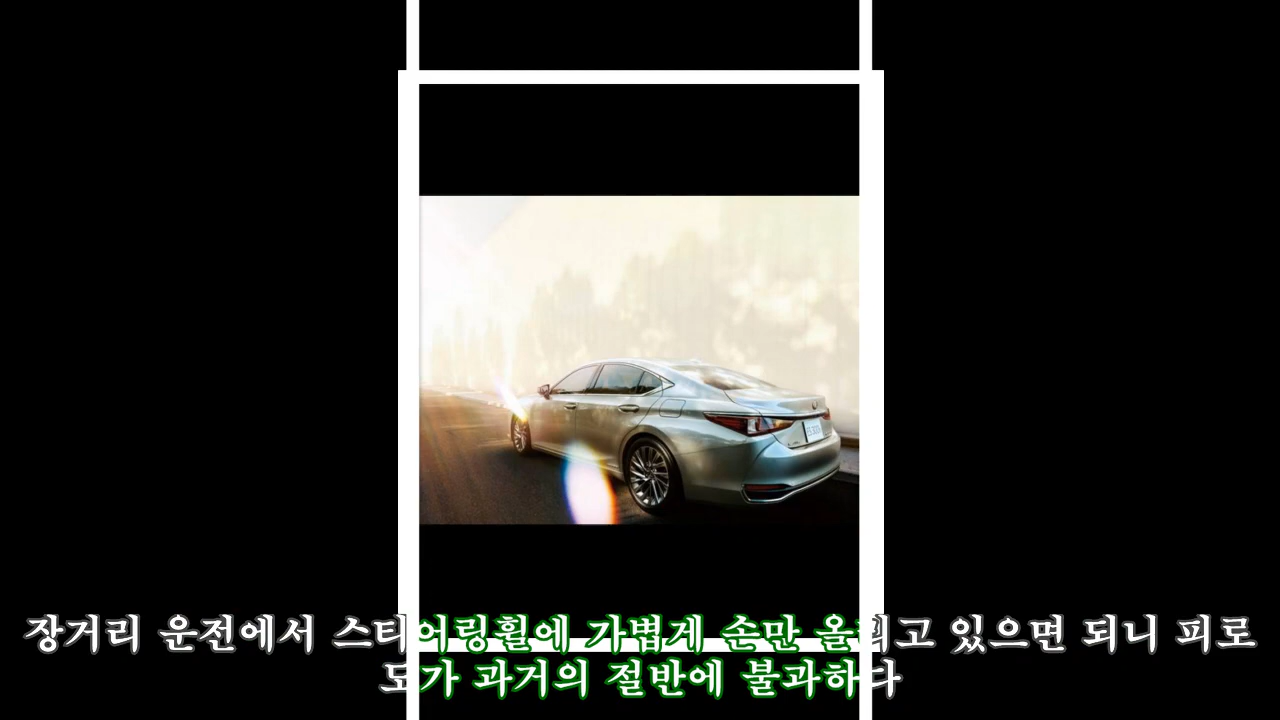 장거리 운전에서 스티어링휠에 가볍게 손만 올리고 있으면 되니 피로
도가 과거의 절반에 불과하다